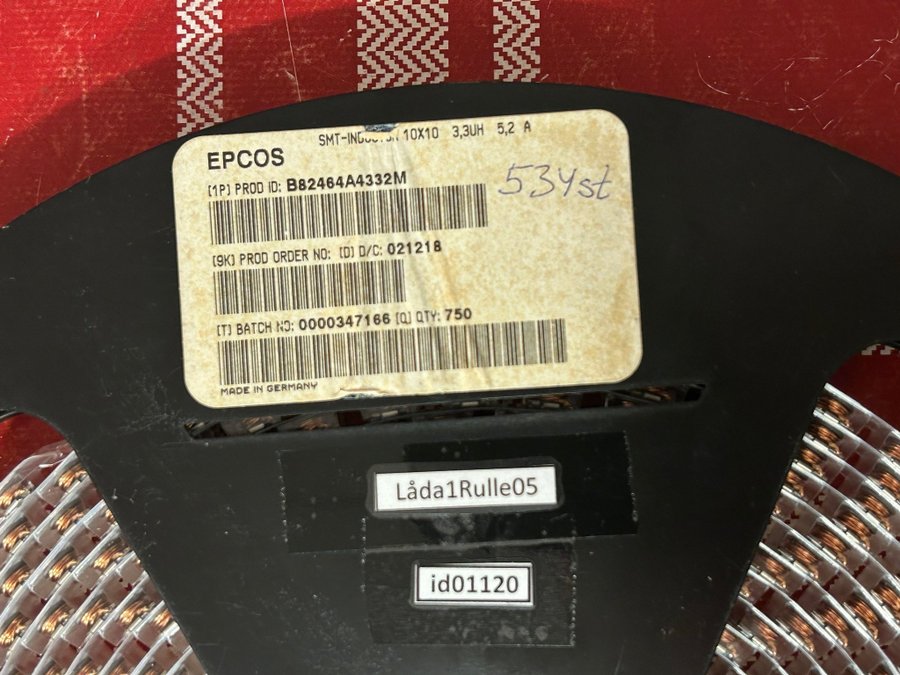 SMT-INDUCTOR 10X10 3,3UH 5,2 A
EPCOS
[1P] PROD ID: B82464A4332M
534st
[9K] PROD ORDER NO: [D] D/C: 021218
[T] BATCH NO: 0000347166 [Q] QTY: 750
MADE IN GERMANY
Låda1Rulle05
id01120